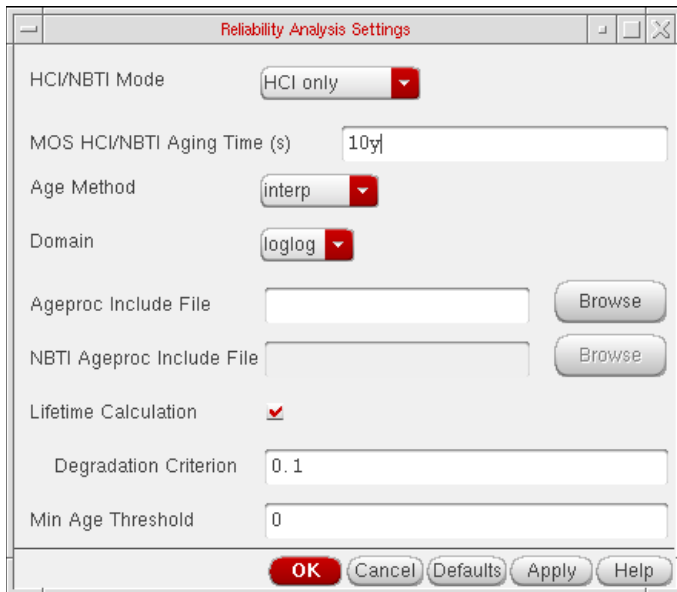 Reliability Analysis Settings
HCI/NBTI Mode HCI only
MOS HCI/NBTI Aging Time (s) 10y
Age Method interp
Domain loglog
Ageproc Include File Browse
NBTI Ageproc Include File Browse
Lifetime Calculation
Degradation Criterion 0.1
Min Age Threshold 0
OK Cancel Defaults Apply Help